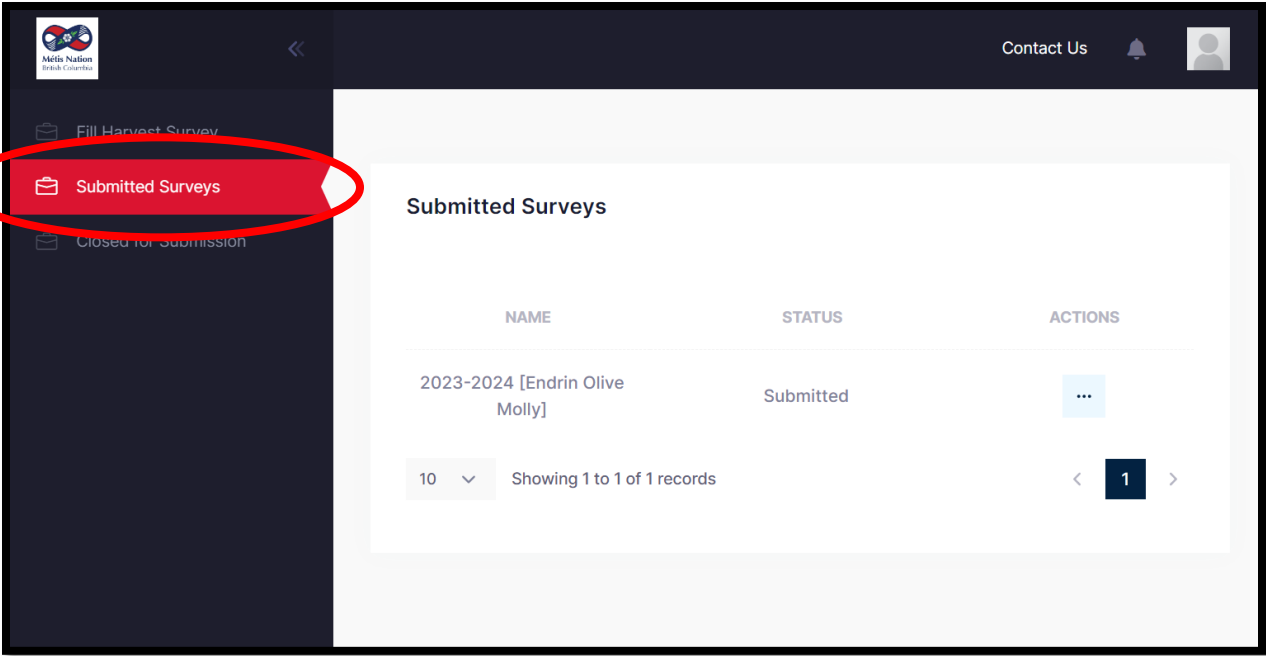 Métis Nation
British Columbia
Contact Us
Fill Harvest Survey
Submitted Surveys
Closed for Submission
Submitted Surveys
NAME STATUS ACTIONS
2023-2024 [Endrin Olive
Molly]
Submitted
...
10 Showing 1 to 1 of 1 records
1